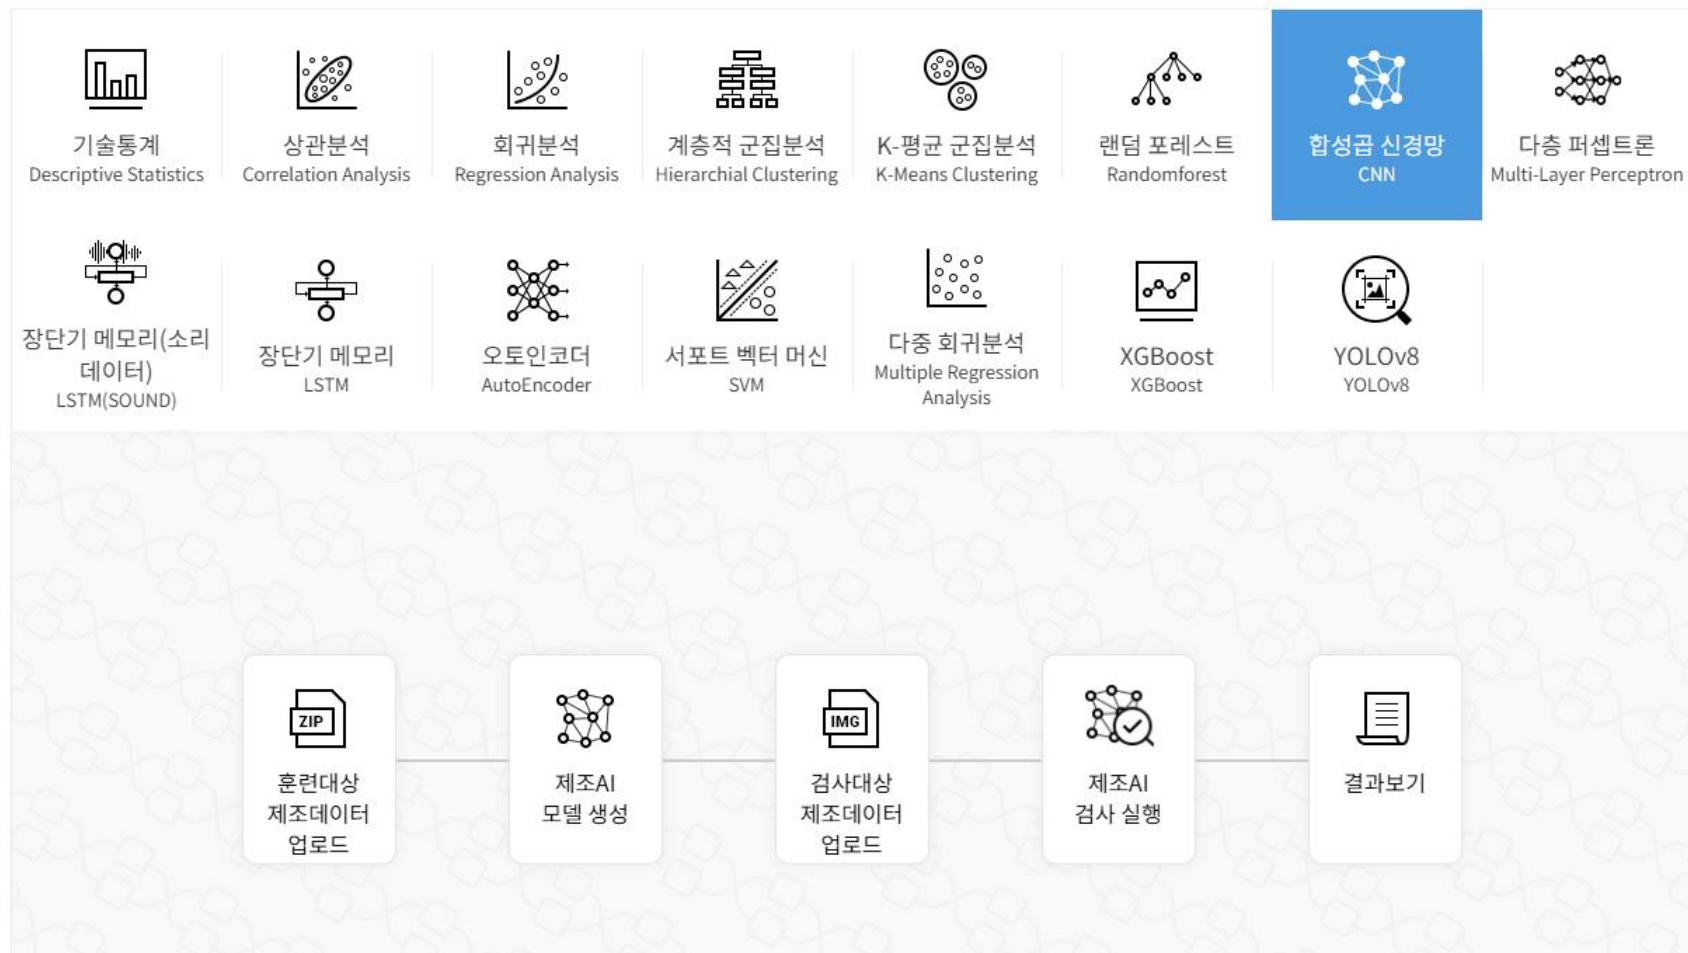 기술통계
Descriptive Statistics
상관분석
Correlation Analysis
회귀분석
Regression Analysis
계층적 군집분석
Hierarchial Clustering
K-평균 군집분석
K-Means Clustering
랜덤 포레스트
Randomforest
합성곱 신경망
CNN
다층 퍼셉트론
Multi-Layer Perceptron
장단기 메모리(소리
데이터)
LSTM(SOUND)
장단기 메모리
LSTM
오토인코더
AutoEncoder
서포트 벡터 머신
SVM
다중 회귀분석
Multiple Regression
Analysis
XGBoost
XGBoost
YOLOv8
YOLOv8
ZIP
훈련대상
제조데이터
업로드
제조AI
모델 생성
IMG
검사대상
제조데이터
업로드
제조AI
검사 실행
결과보기